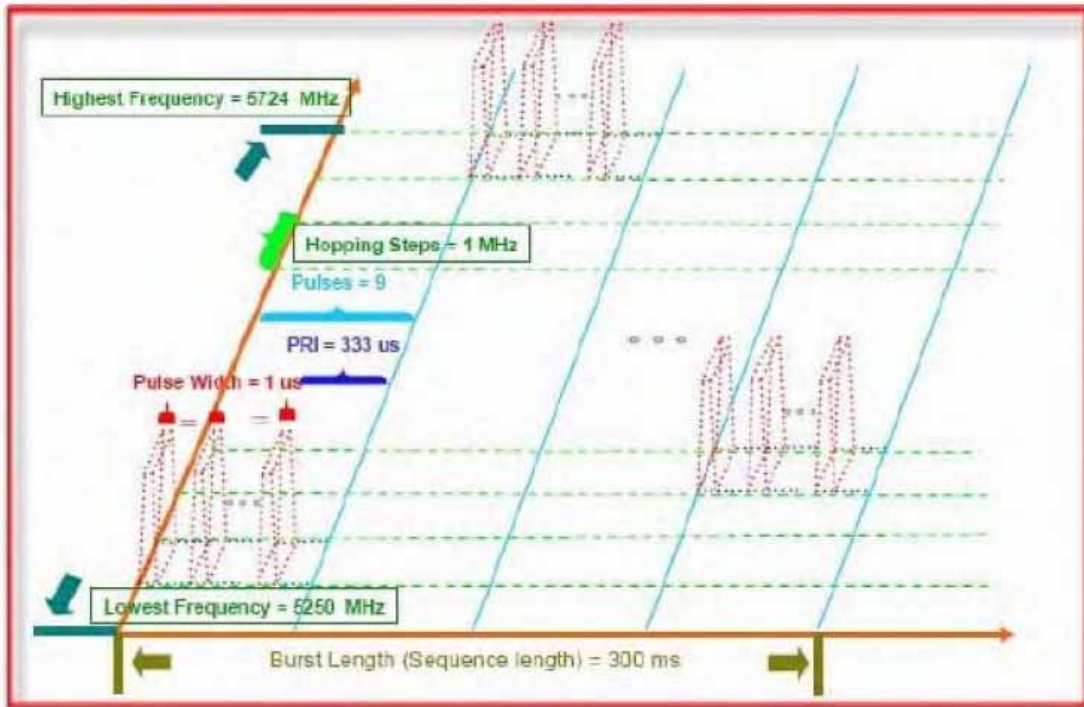 Highest Frequency = 5724 MHz
Hopping Steps = 1 MHz
Pulses = 9
PRI = 333 us
Pulse Width = 1 us
Lowest Frequency = 5250 MHz
Burst Length (Sequence length) = 300 ms